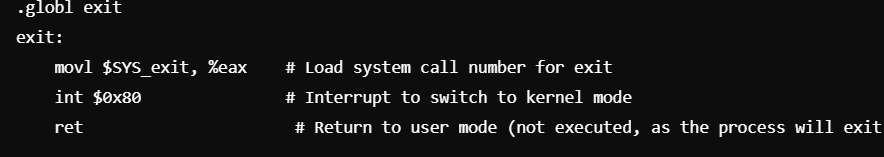 .globl exit
exit:
    movl $SYS_exit, %eax    # Load system call number for exit
    int $0x80               # Interrupt to switch to kernel mode
    ret                      # Return to user mode (not executed, as the process will exit